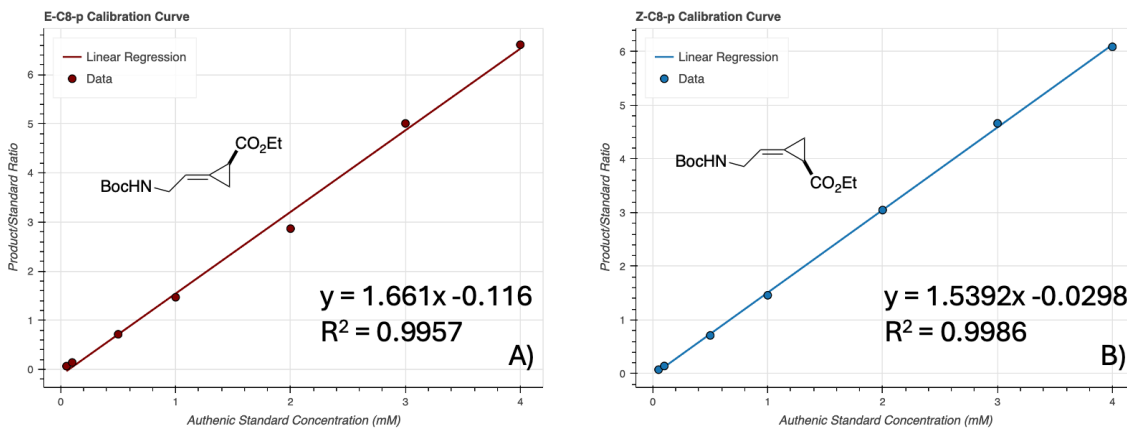 E-C8-p Calibration Curve
Linear Regression
Data
CO2Et
BocHN
y = 1.661x -0.116
R² = 0.9957
A)
Product/Standard Ratio
6
5
4
3
2
1
0
0 1 2 3 4
Authenic Standard Concentration (mM)
Z-C8-p Calibration Curve
Linear Regression
Data
BocHN
CO2Et
y = 1.5392x -0.0298
R² = 0.9986
B)
Product/Standard Ratio
6
5
4
3
2
1
0
0 1 2 3 4
Authenic Standard Concentration (mM)